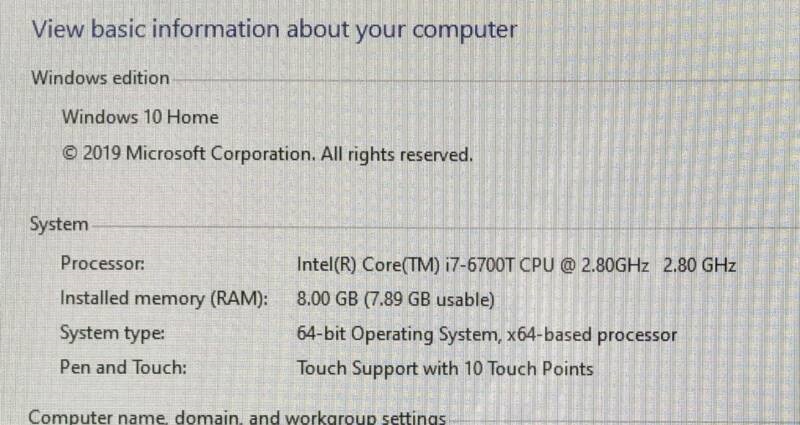 View basic information about your computer
Windows edition
Windows 10 Home
© 2019 Microsoft Corporation. All rights reserved.
System
Processor: Intel(R) Core(TM) i7-6700T CPU @ 2.80GHz 2.80 GHz
Installed memory (RAM): 8.00 GB (7.89 GB usable)
System type: 64-bit Operating System, x64-based processor
Pen and Touch: Touch Support with 10 Touch Points
Computer name, domain, and workgroup settings